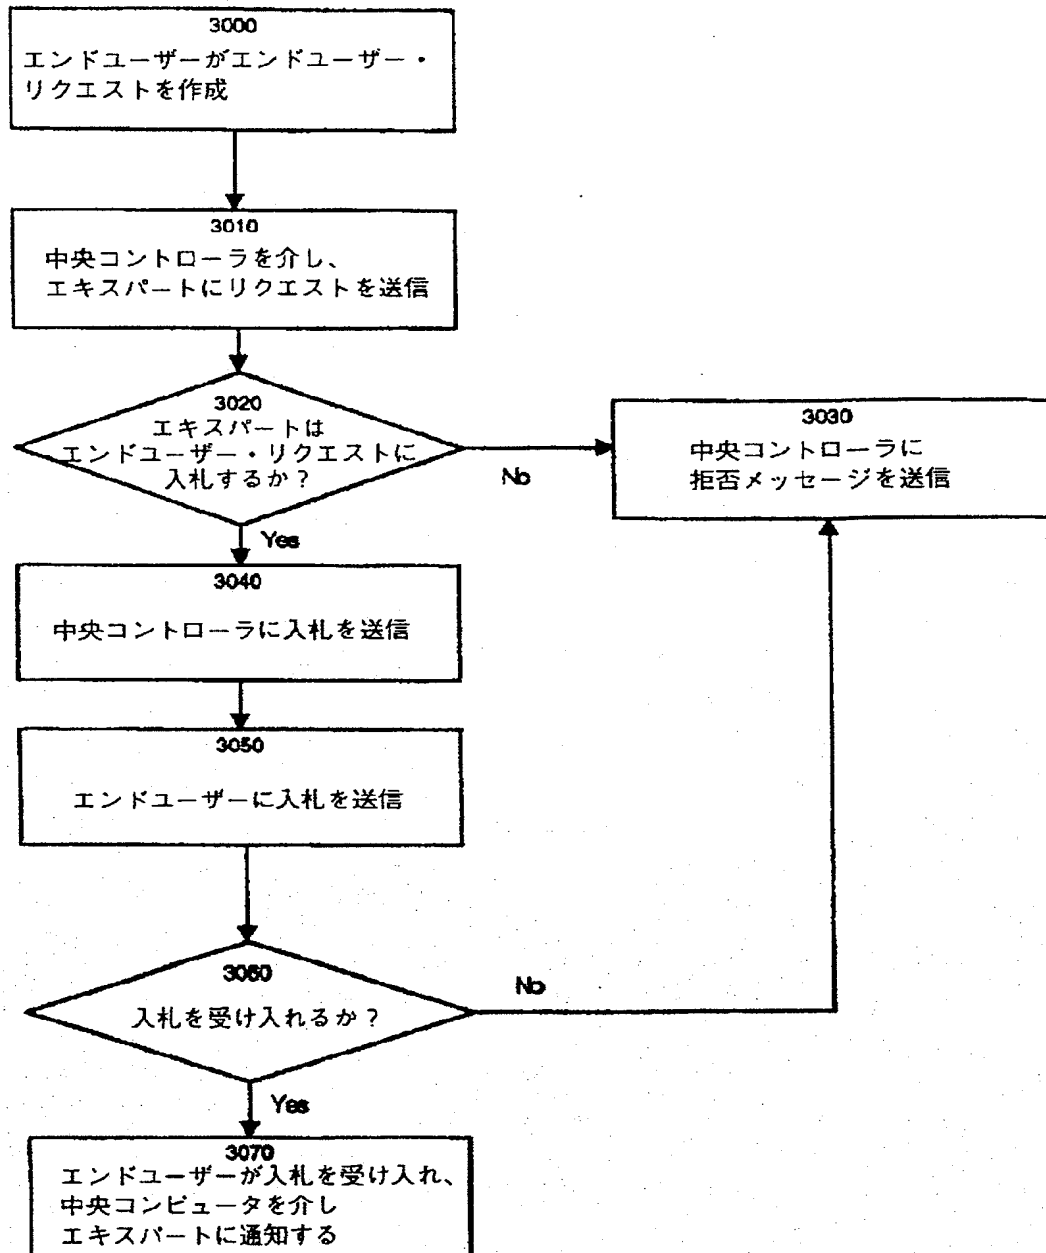 3000
エンドユーザーがエンドユーザー・
リクエストを作成
3010
中央コントローラを介し、
エキスパートにリクエストを送信
3020
エキスパートは
エンドユーザー・リクエストに
入札するか?
No
3030
中央コントローラに
拒否メッセージを送信
Yes
3040
中央コントローラに入札を送信
3050
エンドユーザーに入札を送信
3060
入札を受け入れるか?
No
Yes
3070
エンドユーザーが入札を受け入れ、
中央コンピュータを介し
エキスパートに通知する